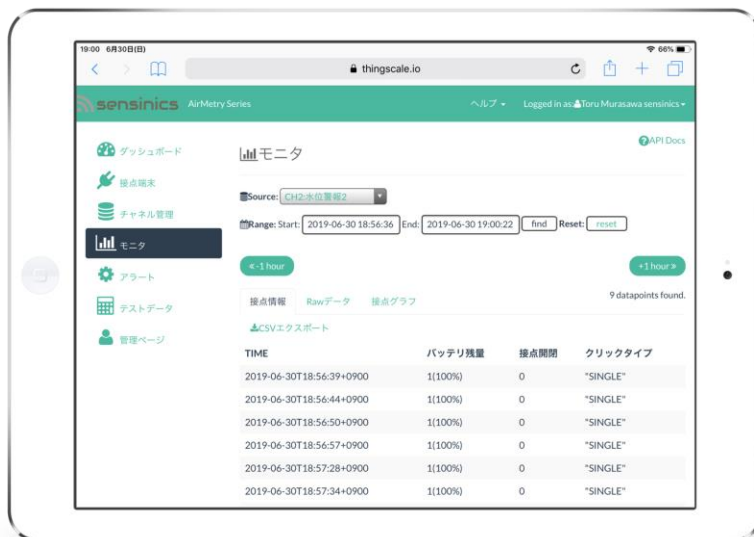 19:00 6月30日(日)
66%
thingscale.io
sensinics AirMetry Series
ヘルプ
Logged in as: Toru Murasawa sensinics
API Docs
ダッシュボード
接点端末
チャネル管理
モニタ
アラート
テストデータ
管理ページ
モニタ
Source: CH2:水位警報2
Range: Start: 2019-06-30 18:56:36 End: 2019-06-30 19:00:22 find Reset: reset
« -1 hour
+1 hour »
接点情報 Rawデータ 接点グラフ
9 datapoints found.
CSVエクスポート
TIME バッテリ残量 接点開閉 クリックタイプ
2019-06-30T18:56:39+0900 1(100%) 0 "SINGLE"
2019-06-30T18:56:44+0900 1(100%) 0 "SINGLE"
2019-06-30T18:56:50+0900 1(100%) 0 "SINGLE"
2019-06-30T18:56:57+0900 1(100%) 0 "SINGLE"
2019-06-30T18:57:28+0900 1(100%) 0 "SINGLE"
2019-06-30T18:57:34+0900 1(100%) 0 "SINGLE"